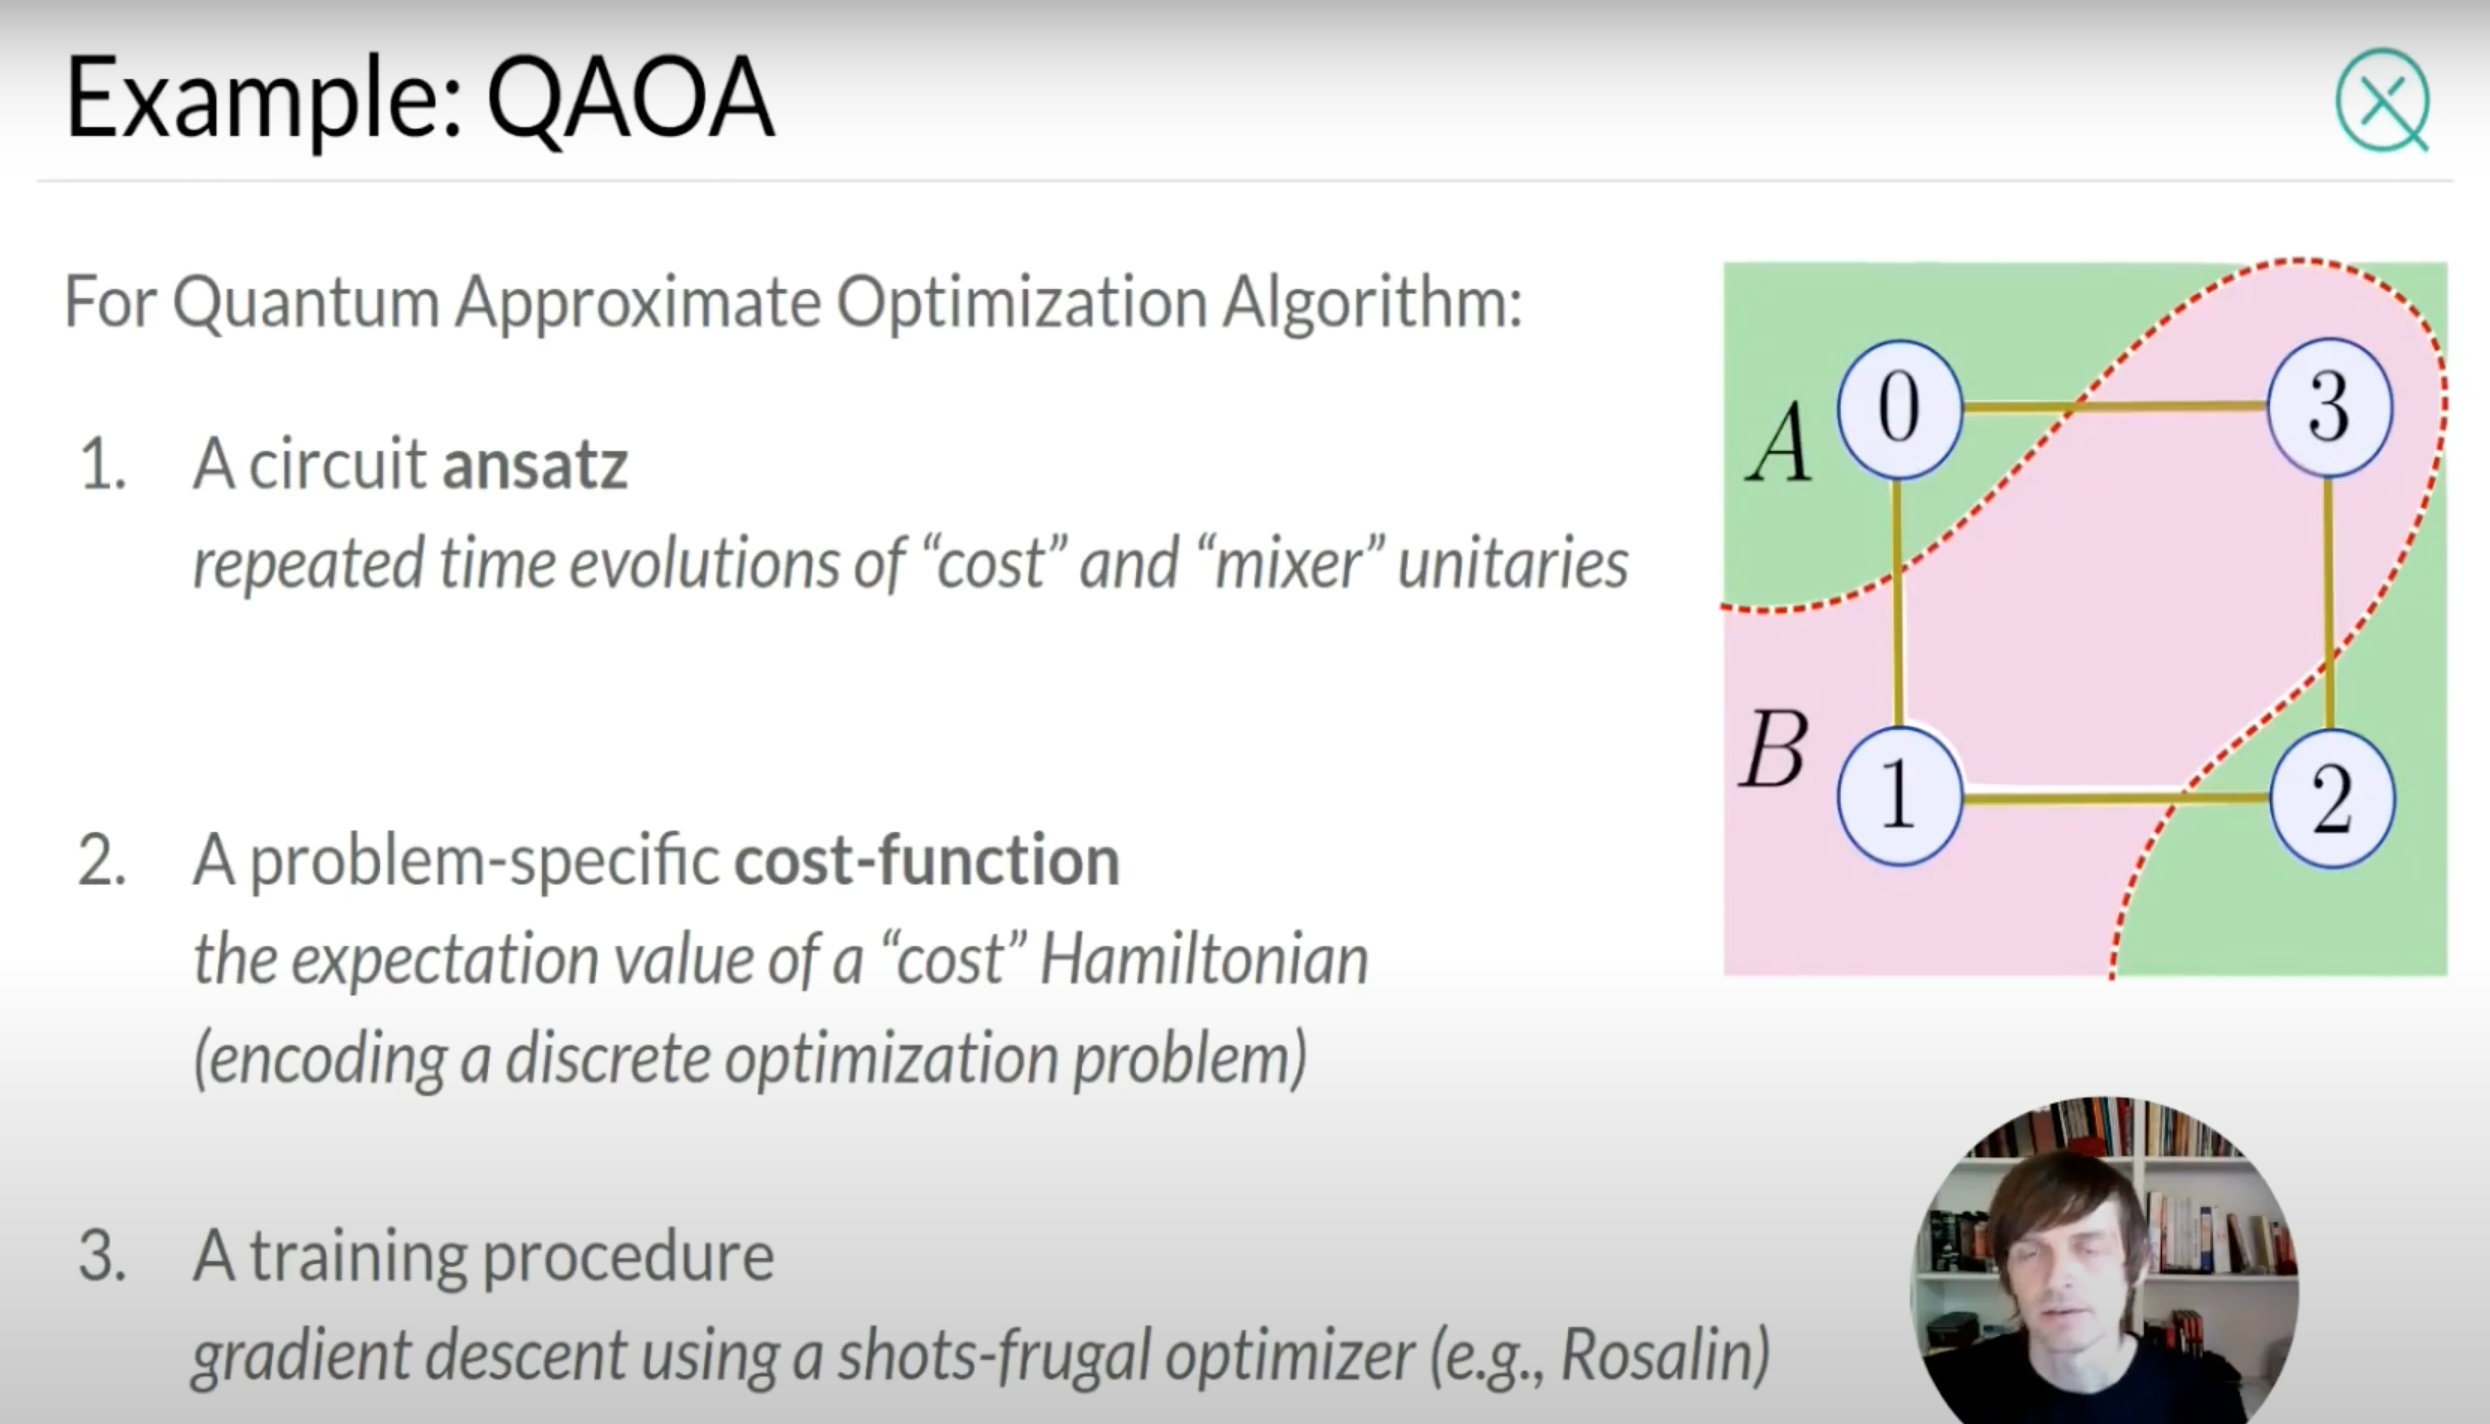 Example: QAOA
For Quantum Approximate Optimization Algorithm:
1. A circuit ansatz
repeated time evolutions of “cost” and “mixer” unitaries
2. A problem-specific cost-function
the expectation value of a “cost” Hamiltonian
(encoding a discrete optimization problem)
3. A training procedure
gradient descent using a shots-frugal optimizer (e.g., Rosalin)
A
0
3
B
1
2